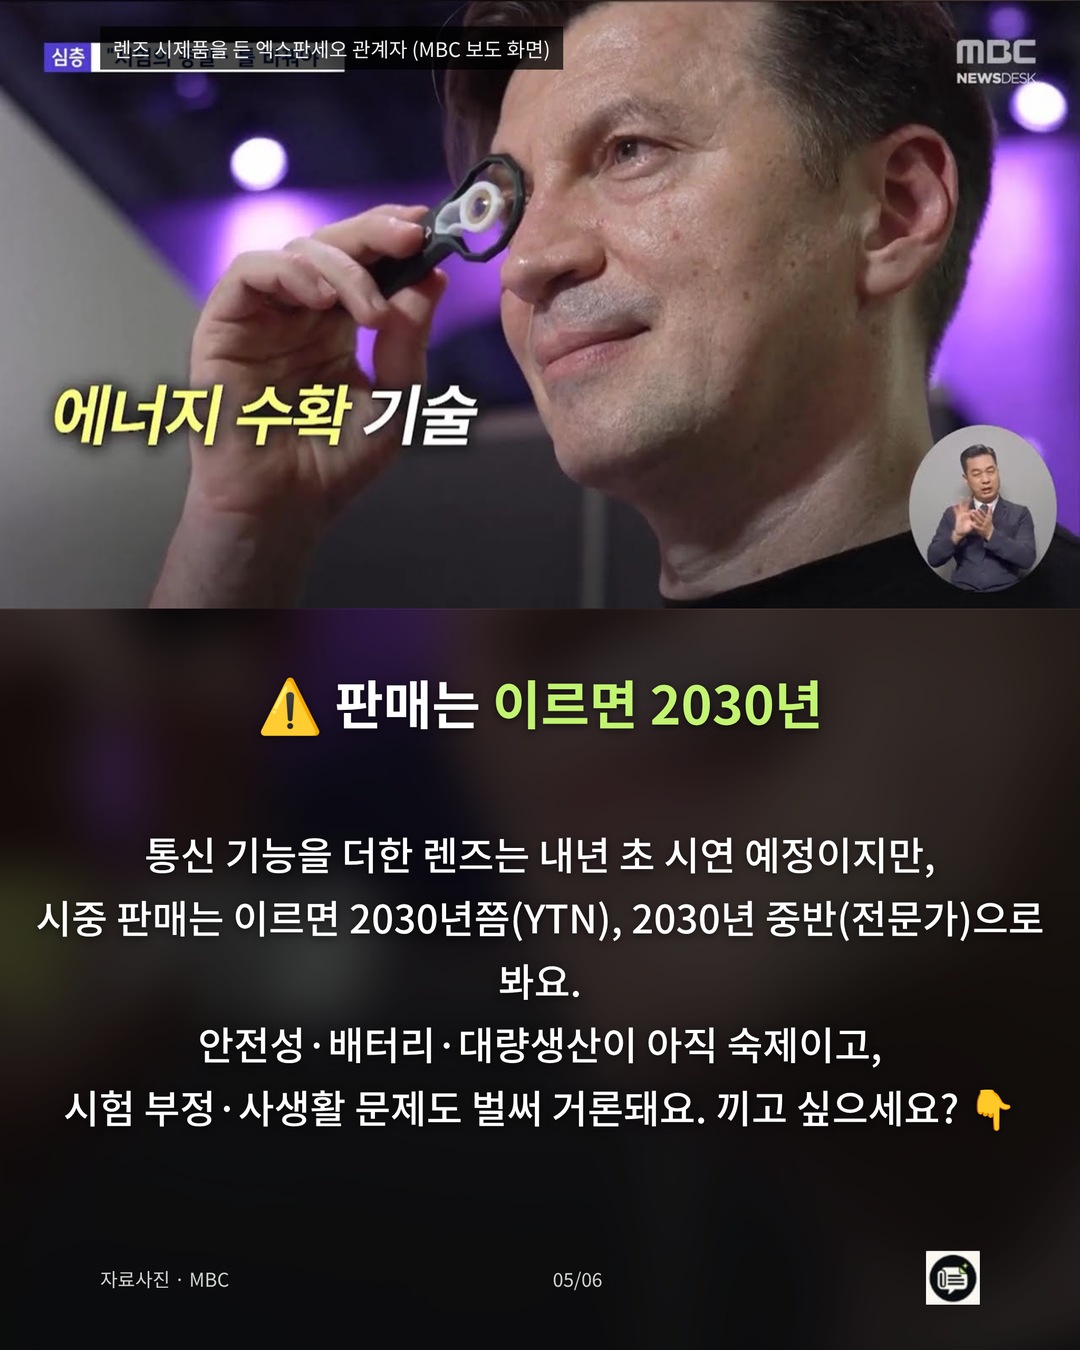 심층
렌즈 시제품을 든 엑스판세오 관계자 (MBC 보도 화면)
MBC
NEWSDESK
에너지 수확 기술
⚠️ 판매는 이르면 2030년
통신 기능을 더한 렌즈는 내년 초 시연 예정이지만,
시중 판매는 이르면 2030년쯤(YTN), 2030년 중반(전문가)으로
봐요.
안전성·배터리·대량생산이 아직 숙제이고,
시험 부정·사생활 문제도 벌써 거론돼요. 끼고 싶으세요? 👇
자료사진 · MBC
05/06